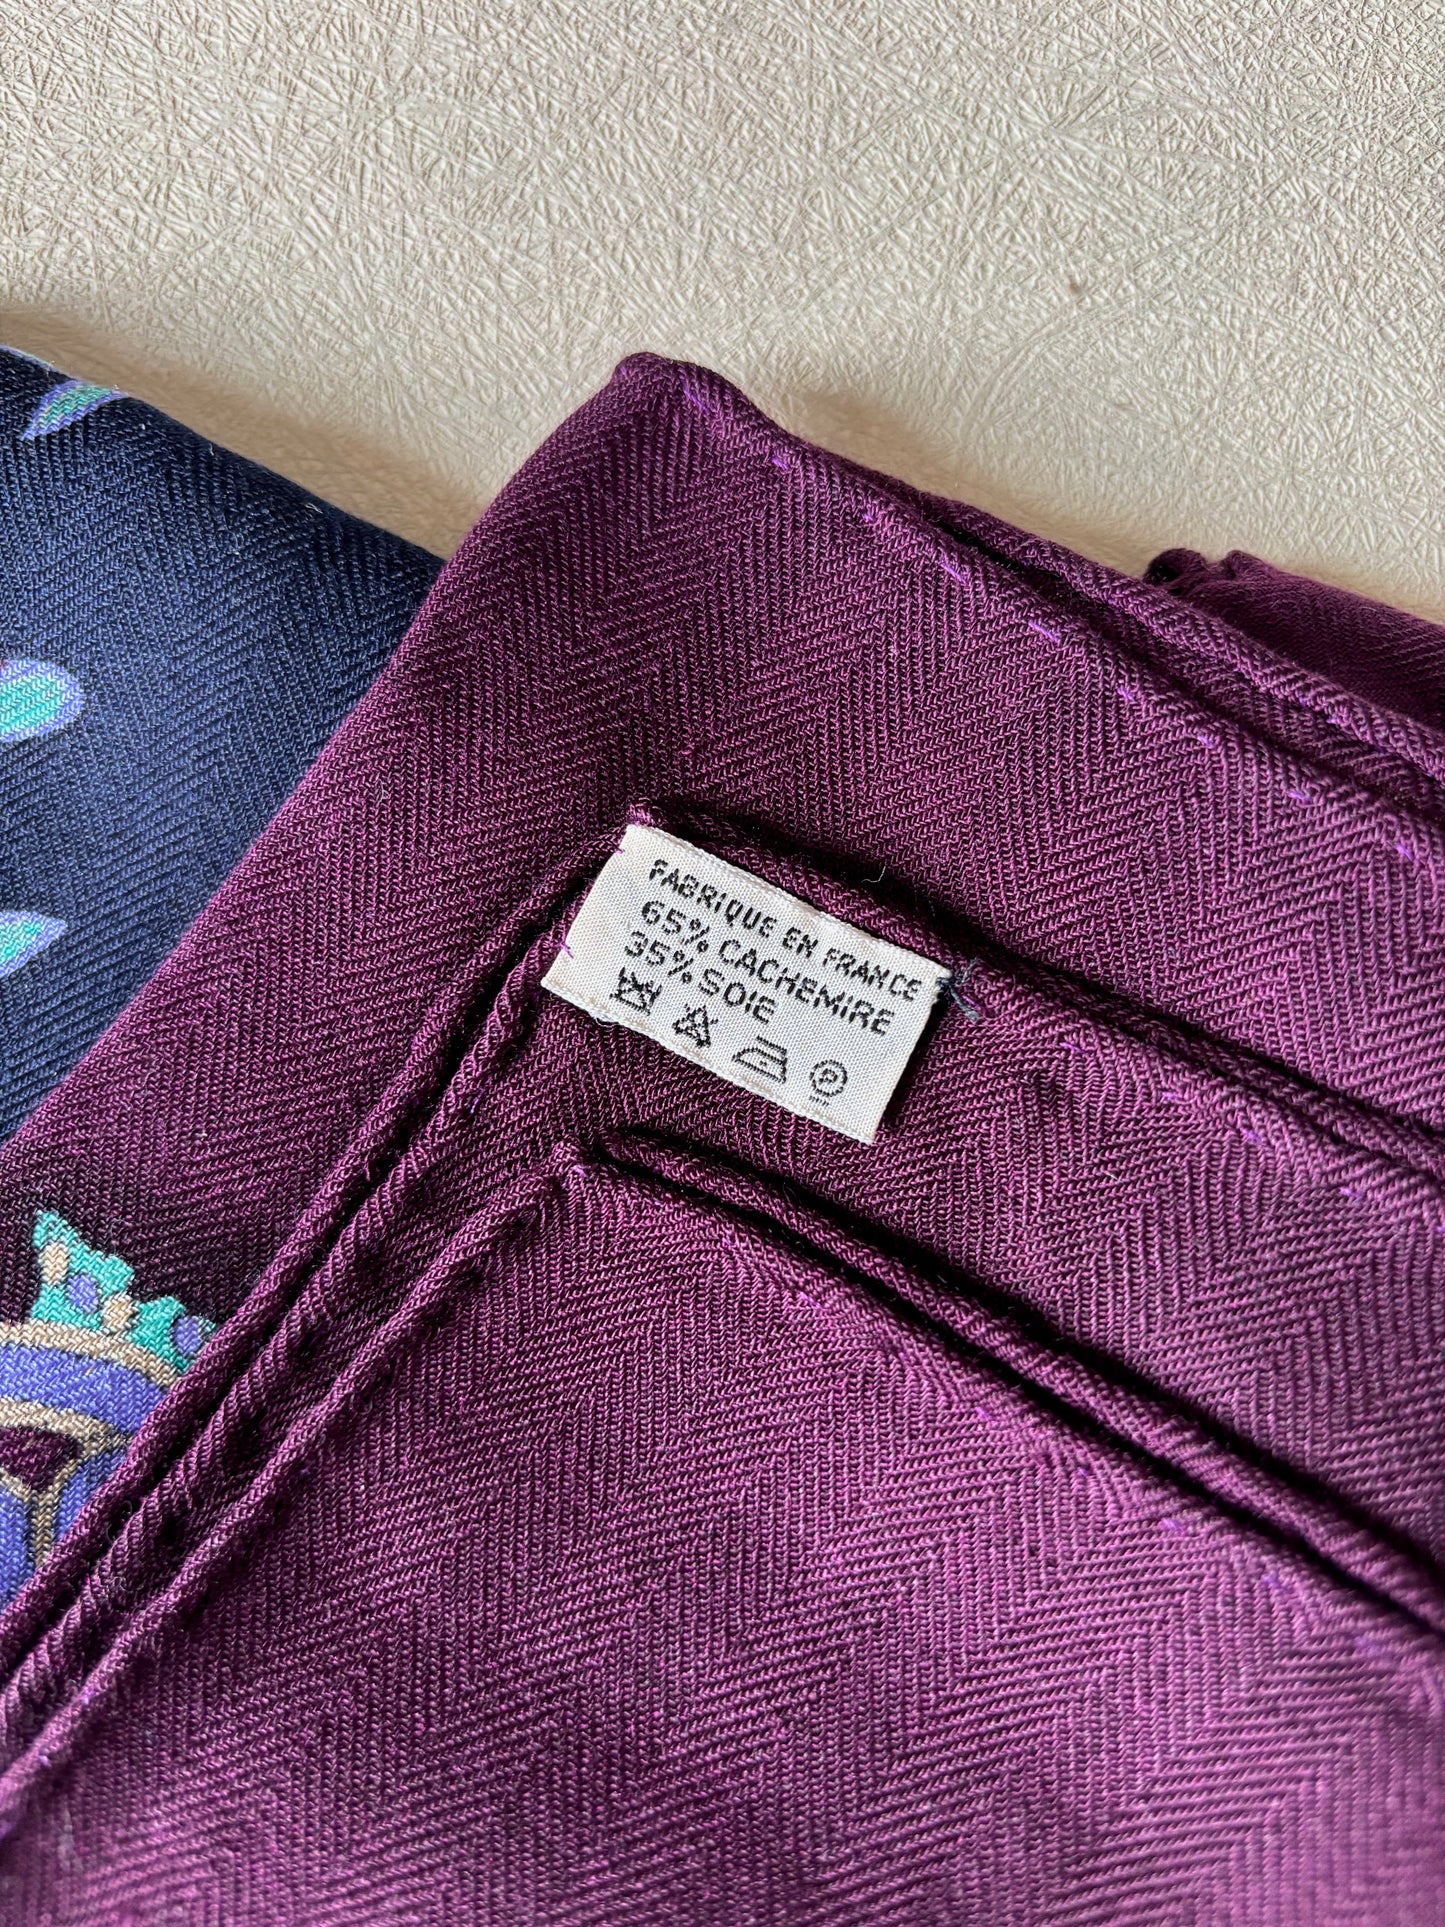 FABRIQUE EN FRANCE
65% CACHEMIRE
35% SOIE
P